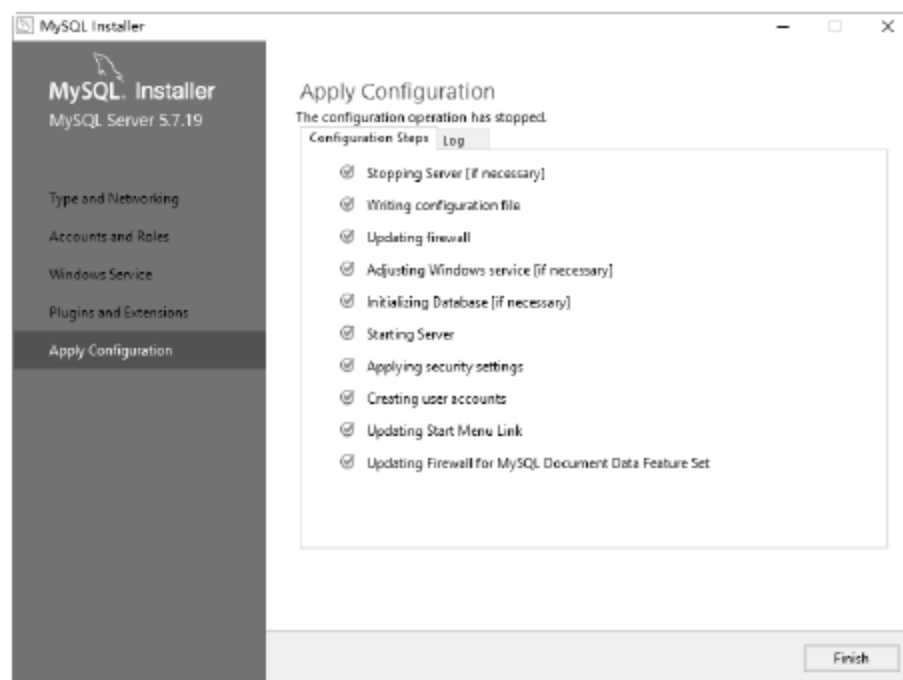 MySQL Installer
MySQL. Installer
MySQL Server 5.7.19
Type and Networking
Accounts and Roles
Windows Service
Plugins and Extensions
Apply Configuration
Apply Configuration
The configuration operation has stopped.
Configuration Steps Log
Stopping Server [if necessary]
Writing configuration file
Updating firewall
Adjusting Windows service [if necessary]
Initializing Database [if necessary]
Starting Server
Applying security settings
Creating user accounts
Updating Start Menu Link
Updating Firewall for MySQL Document Data Feature Set
Finish